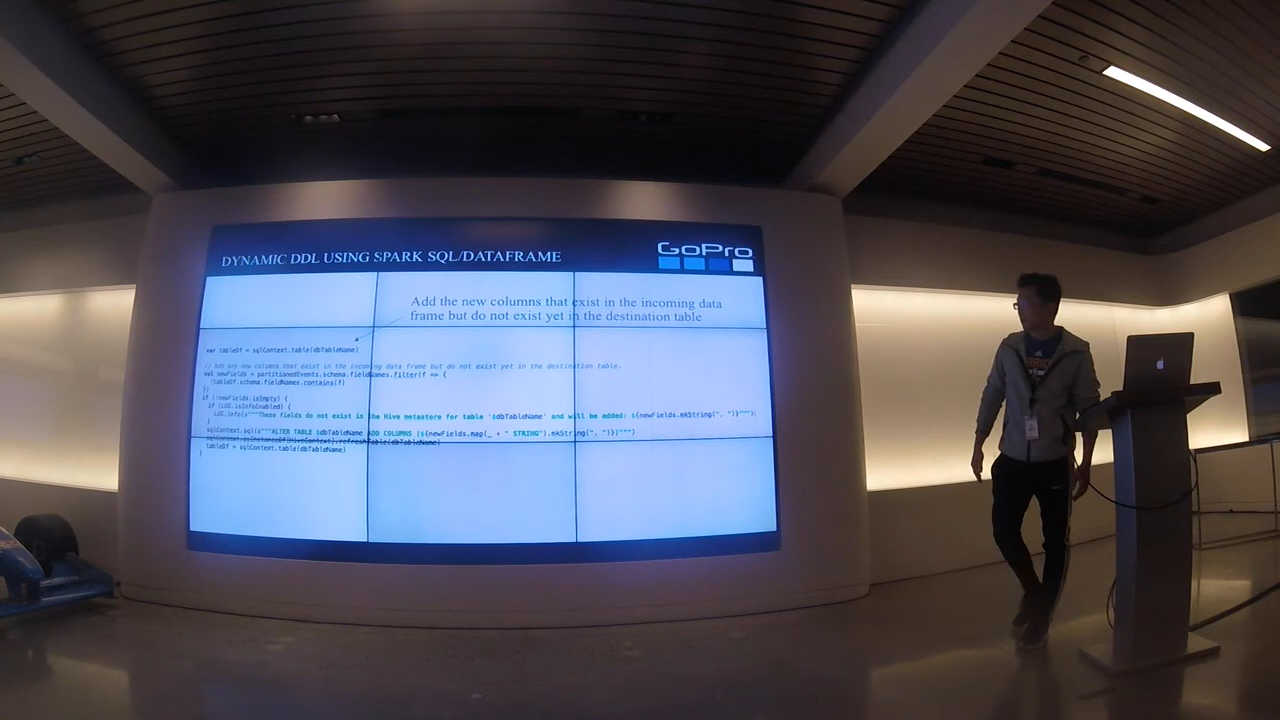 DYNAMIC DDL USING SPARK SQL/DATAFRAME
GoPro
Add the new columns that exist in the incoming data
frame but do not exist yet in the destination table
var tableDf = sqlContext.table(dbTableName)
// Add any new columns that exist in the incoming data frame but do not exist yet in the destination table.
val newFields = partitionedEvents.schema.fieldNames.filter(f => {
!tableDf.schema.fieldNames.contains(f)
})
if (!newFields.isEmpty) {
if (LOG.isInfoEnabled) {
LOG.info(s"""These fields do not exist in the Hive metastore for table '$dbTableName' and will be added: ${newFields.mkString(", ")}""");
}
sqlContext.sql(s"""ALTER TABLE $dbTableName ADD COLUMNS (${newFields.map(_ + " STRING").mkString(", ")})""")
sqlContext.asInstanceOf[HiveContext].refreshTable(dbTableName)
tableDf = sqlContext.table(dbTableName)
}